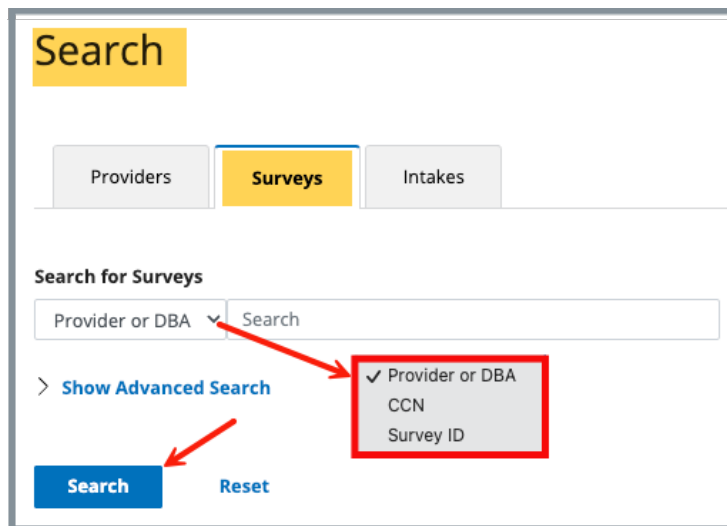 Search
Providers Surveys Intakes
Search for Surveys
Provider or DBA Search
Provider or DBA
Show Advanced Search
CCN
Survey ID
Search Reset